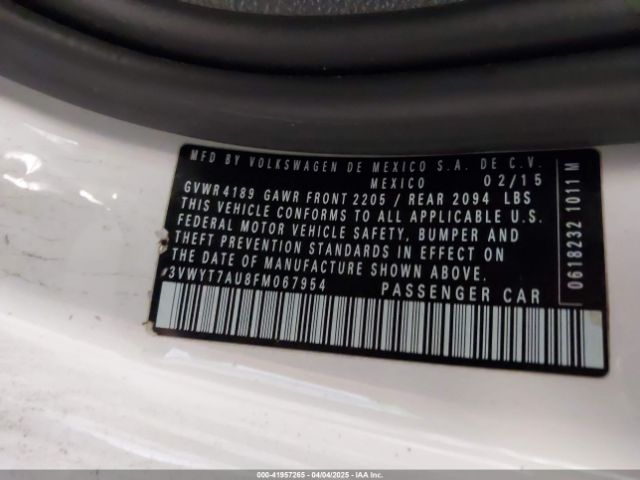 MFD BY VOLKSWAGEN DE MEXICO S.A. DE C.V.
MEXICO 02/15
GVWR 4189 GAWR FRONT 2205 / REAR 2094 LBS
THIS VEHICLE CONFORMS TO ALL APPLICABLE U.S.
FEDERAL MOTOR VEHICLE SAFETY, BUMPER AND
THEFT PREVENTION STANDARDS IN EFFECT ON
THE DATE OF MANUFACTURE SHOWN ABOVE.
3VWYT7AU8FM067954 PASSENGER CAR
0618232 1011 M
000-41957265 - 04/04/2025 - IAAI.COM